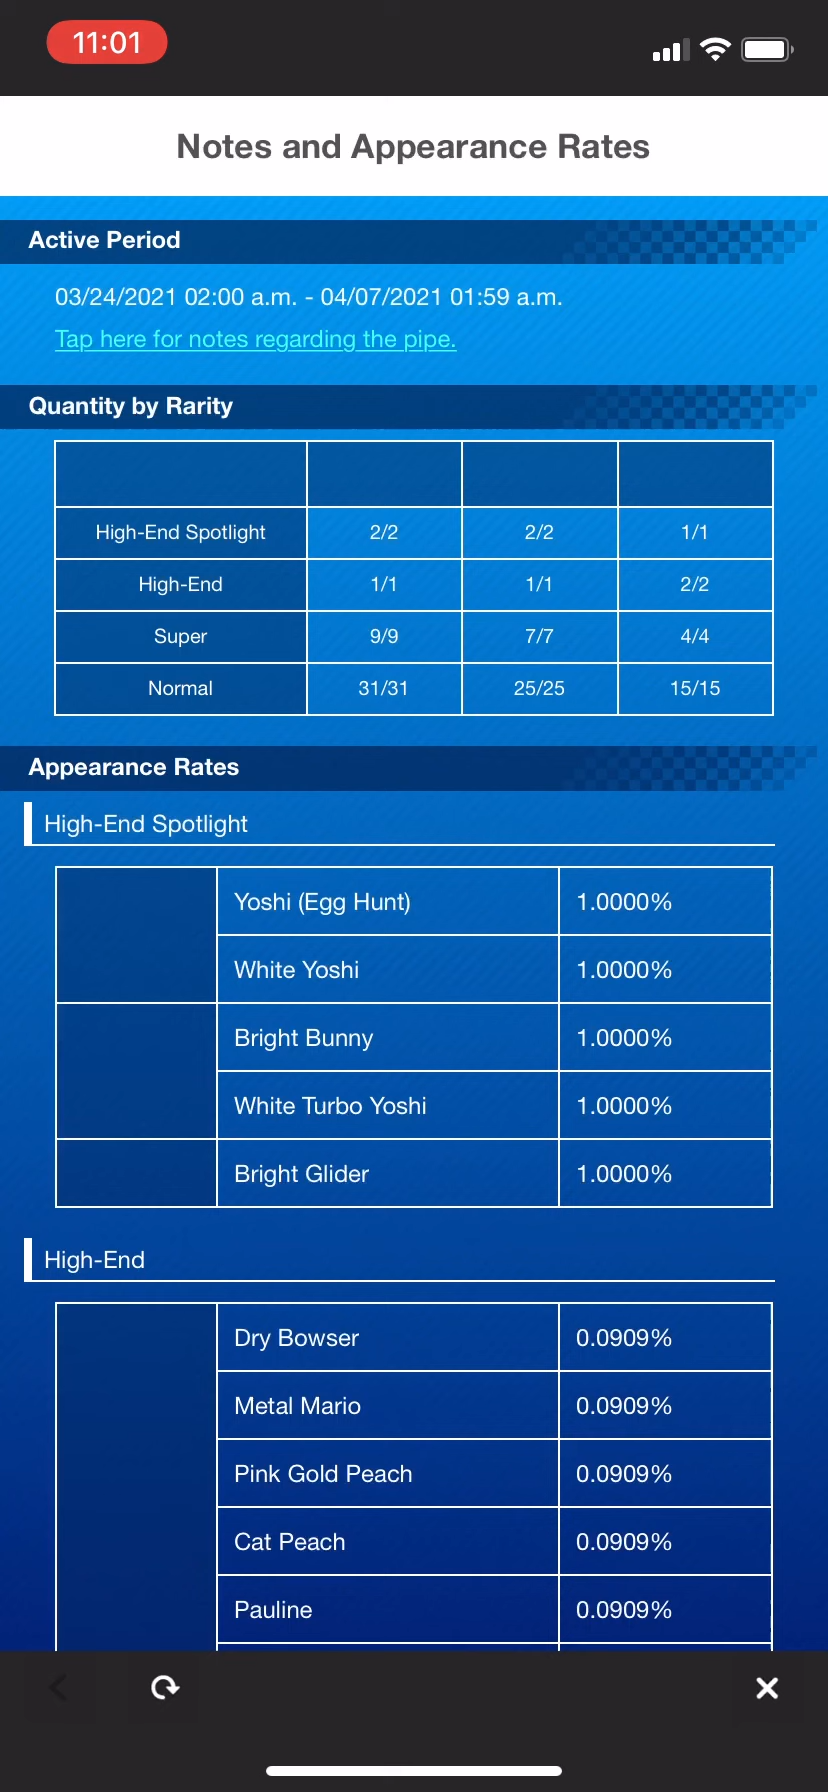 11:01
Notes and Appearance Rates
Active Period
03/24/2021 02:00 a.m. - 04/07/2021 01:59 a.m.
Tap here for notes regarding the pipe.
Quantity by Rarity
High-End Spotlight 2/2 2/2 1/1
High-End 1/1 1/1 2/2
Super 9/9 7/7 4/4
Normal 31/31 25/25 15/15
Appearance Rates
High-End Spotlight
Yoshi (Egg Hunt) 1.0000%
White Yoshi 1.0000%
Bright Bunny 1.0000%
White Turbo Yoshi 1.0000%
Bright Glider 1.0000%
High-End
Dry Bowser 0.0909%
Metal Mario 0.0909%
Pink Gold Peach 0.0909%
Cat Peach 0.0909%
Pauline 0.0909%